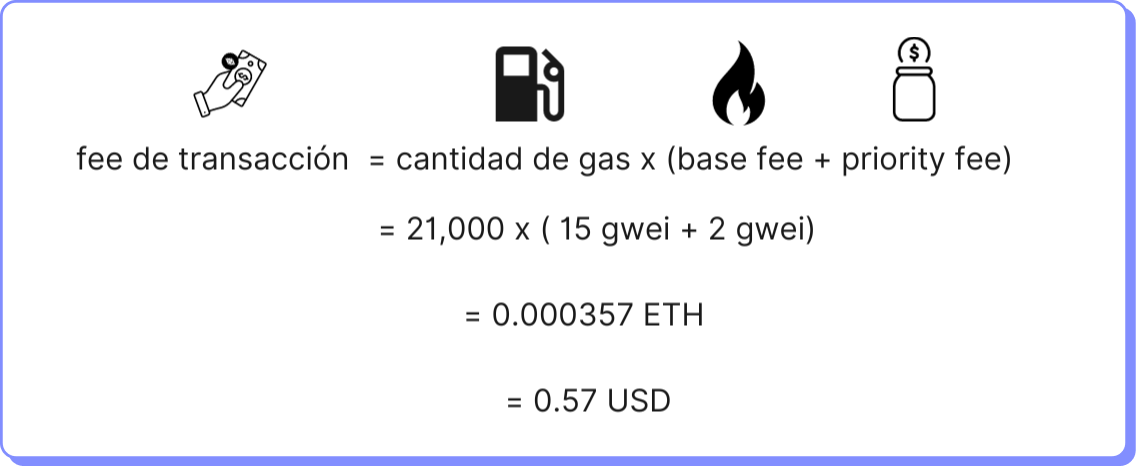 fee de transacción = cantidad de gas x (base fee + priority fee)
= 21,000 x ( 15 gwei + 2 gwei)
= 0.000357 ETH
= 0.57 USD